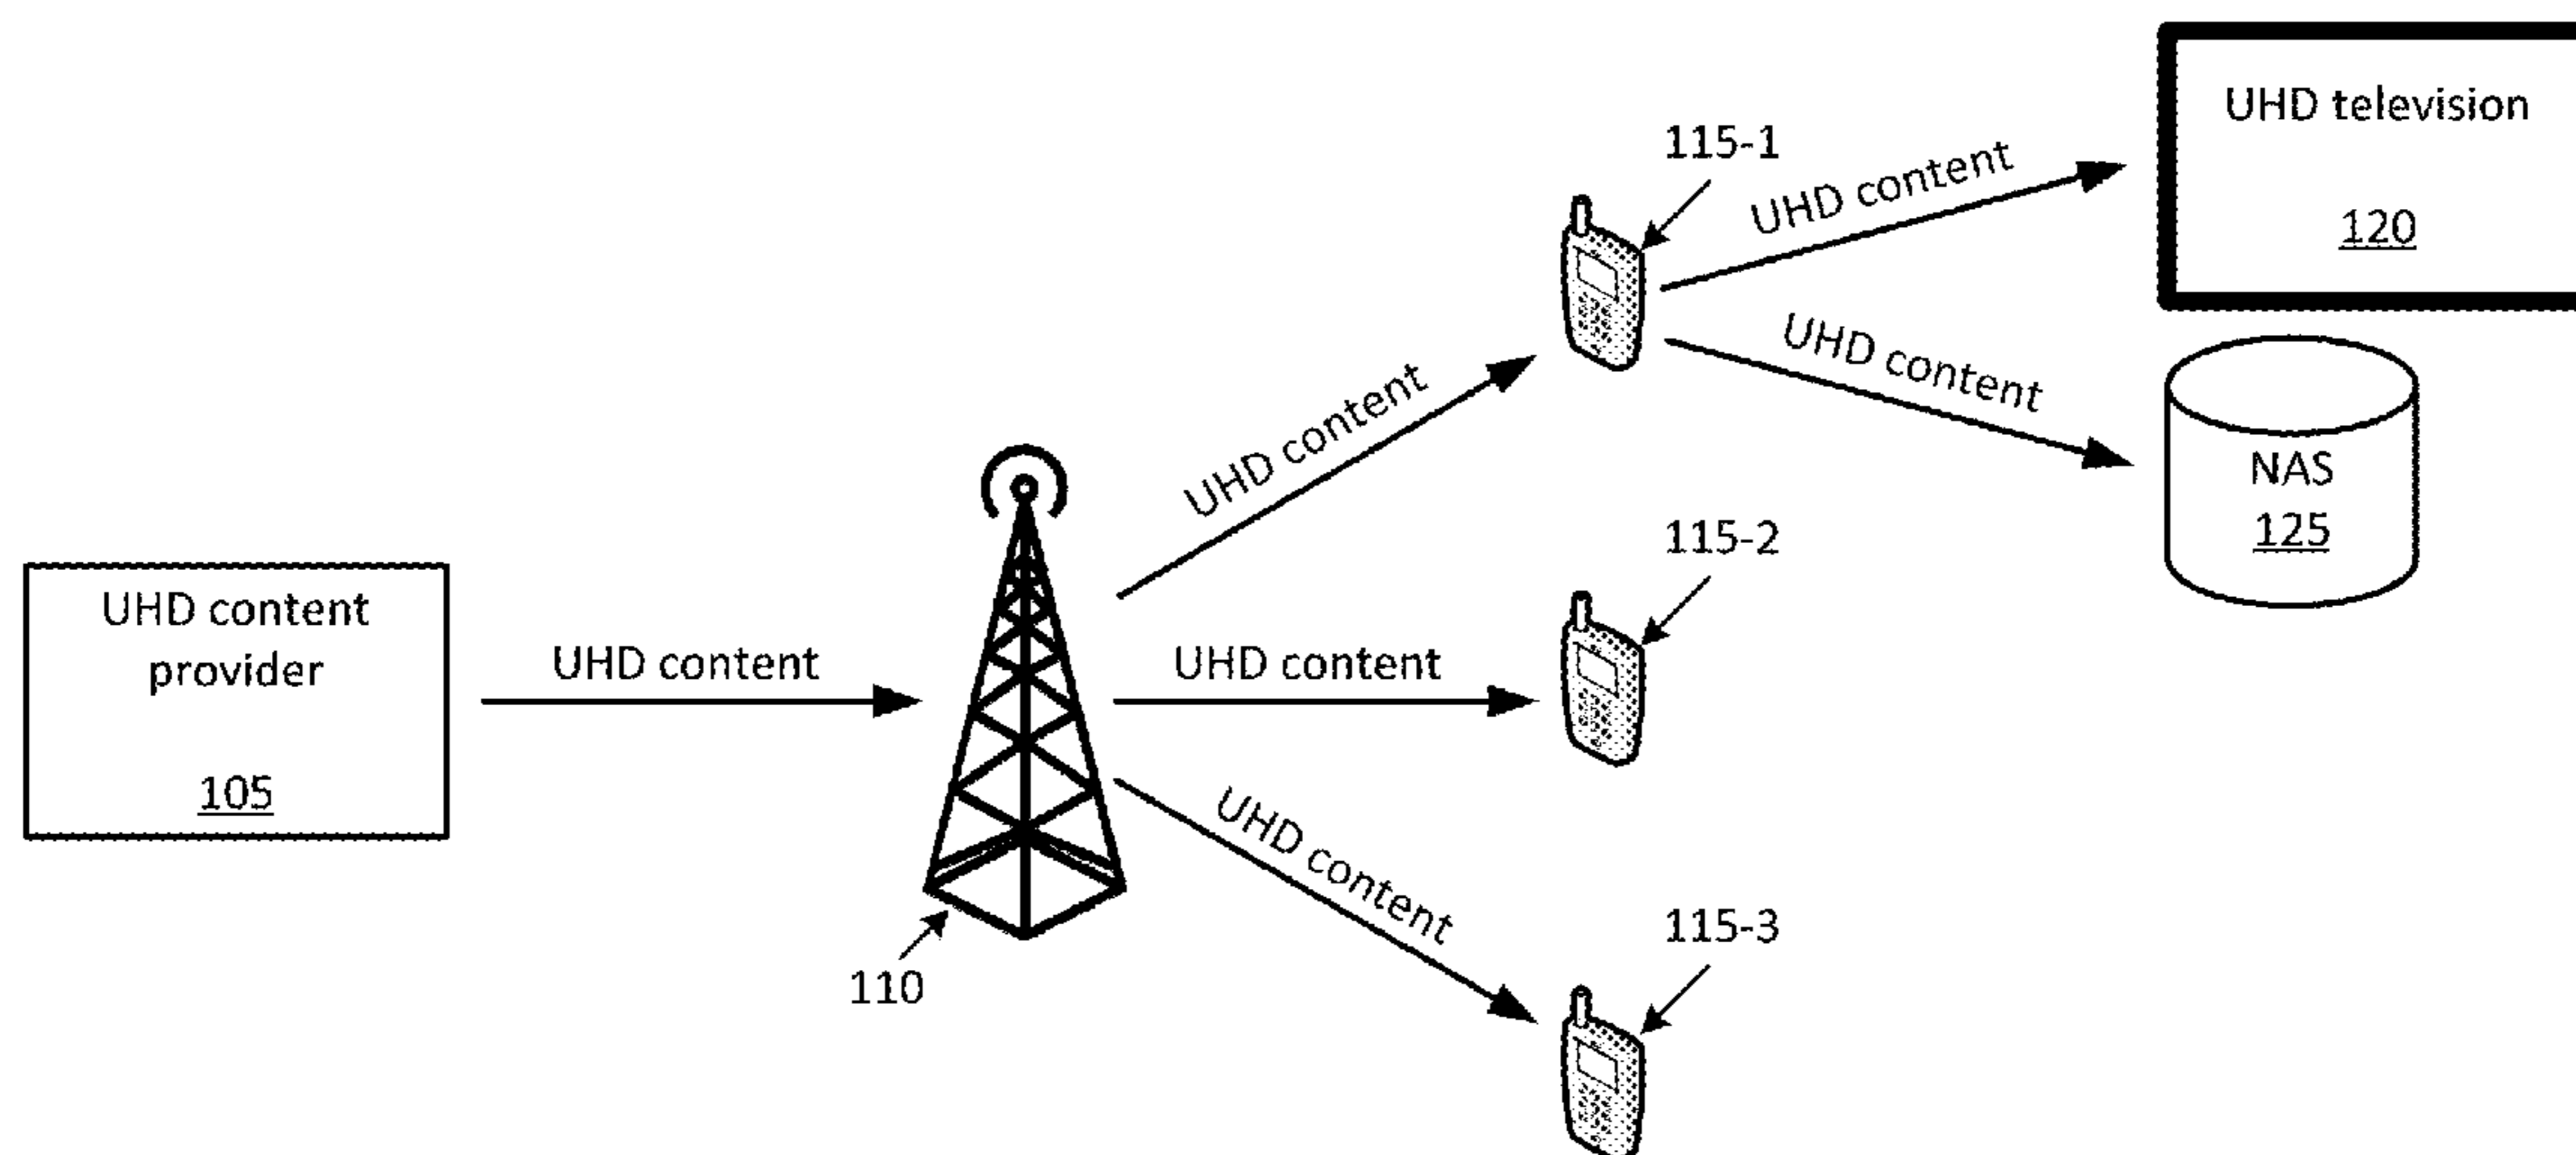 UHD television
120
115-1
UHD content
UHD content
NAS
125
UHD content
115-2
UHD content
provider
105
UHD content
UHD content
UHD content
115-3
110